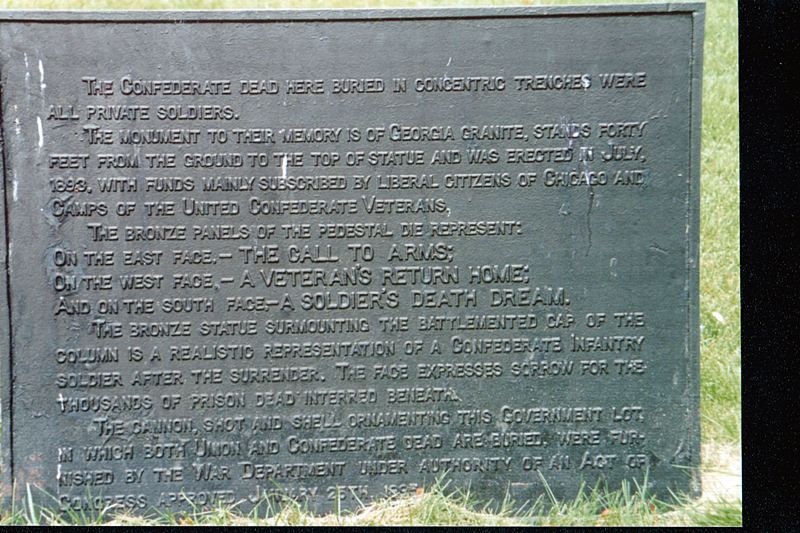 THE CONFEDERATE DEAD HERE BURIED IN CONCENTRIC TRENCHES WERE
ALL PRIVATE SOLDIERS.
THE MONUMENT TO THEIR MEMORY IS OF GEORGIA GRANITE, STANDS FORTY
FEET FROM THE GROUND TO THE TOP OF STATUE AND WAS ERECTED IN JULY,
1893, WITH FUNDS MAINLY SUBSCRIBED BY LIBERAL CITIZENS OF CHICAGO AND
CAMPS OF THE UNITED CONFEDERATE VETERANS.
THE BRONZE PANELS OF THE PEDESTAL DIE REPRESENT:
ON THE EAST FACE,- THE CALL TO ARMS;
ON THE WEST FACE,- A VETERAN'S RETURN HOME;
AND ON THE SOUTH FACE,- A SOLDIER'S DEATH DREAM.
THE BRONZE STATUE SURMOUNTING THE BATTLEMENTED CAP OF THE
COLUMN IS A REALISTIC REPRESENTATION OF A CONFEDERATE INFANTRY
SOLDIER AFTER THE SURRENDER. THE FACE EXPRESSES SORROW FOR THE
THOUSANDS OF PRISON DEAD INTERRED BENEATH.
THE CANNON, SHOT AND SHELL ORNAMENTING THIS GOVERNMENT LOT,
IN WHICH BOTH UNION AND CONFEDERATE DEAD ARE BURIED, WERE FUR-
NISHED BY THE WAR DEPARTMENT UNDER AUTHORITY OF AN ACT OF
CONGRESS APPROVED JANUARY 25TH, 1895.